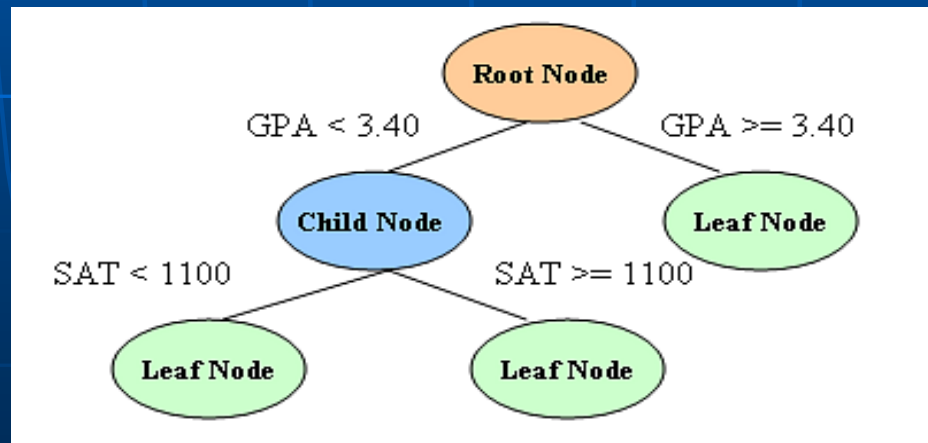 Root Node
GPA < 3.40
GPA >= 3.40
Child Node
Leaf Node
SAT < 1100
SAT >= 1100
Leaf Node
Leaf Node